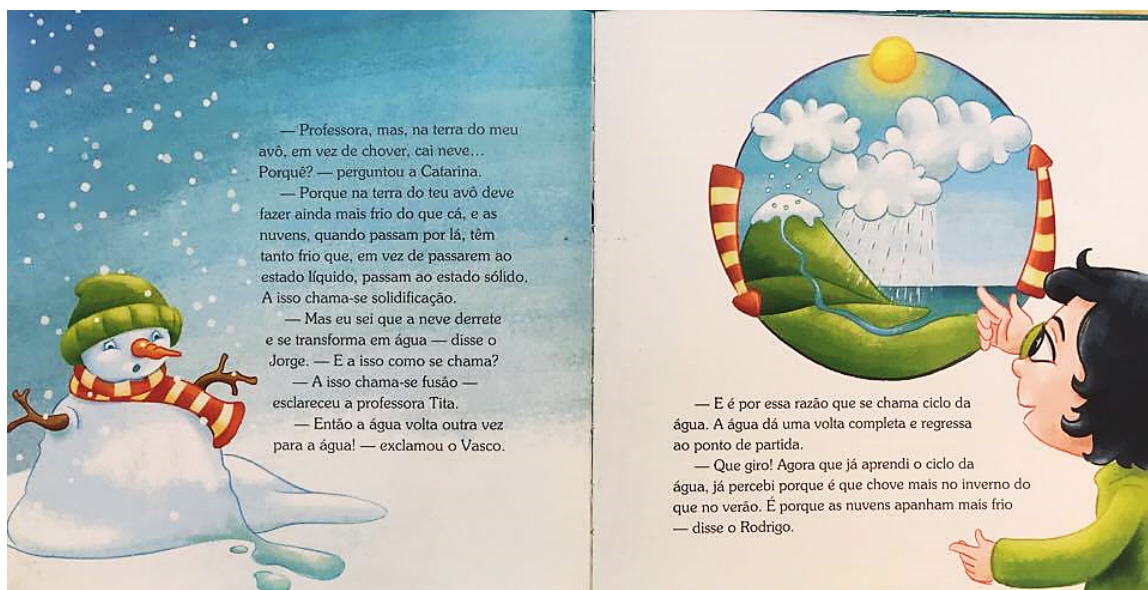 — Professora, mas, na terra do meu
avô, em vez de chover, cai neve…
Porquê? — perguntou a Catarina.
— Porque na terra do teu avô deve
fazer ainda mais frio do que cá, e as
nuvens, quando passam por lá, têm
tanto frio que, em vez de passarem ao
estado líquido, passam ao estado sólido.
A isso chama-se solidificação.
— Mas eu sei que a neve derrete
e se transforma em água — disse o
Jorge. — E a isso como se chama?
— A isso chama-se fusão —
esclareceu a professora Tita.
— Então a água volta outra vez
para a água! — exclamou o Vasco.
— E é por essa razão que se chama ciclo da
água. A água dá uma volta completa e regressa
ao ponto de partida.
— Que giro! Agora que já aprendi o ciclo da
água, já percebi porque é que chove mais no inverno do
que no verão. É porque as nuvens apanham mais frio
— disse o Rodrigo.